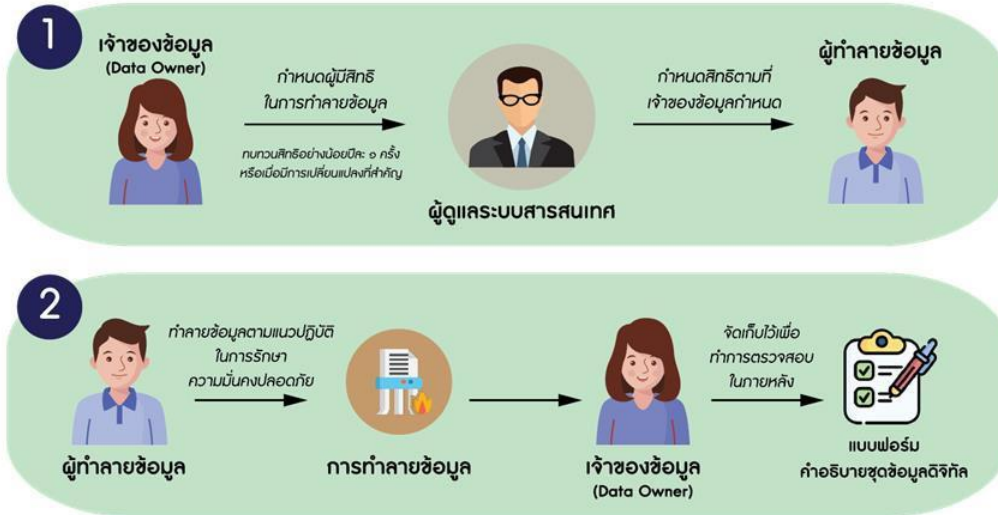 1
เจ้าของข้อมูล
(Data Owner)
กำหนดผู้มีสิทธิ
ในการทำลายข้อมูล
ทบทวนสิทธิอย่างน้อยปีละ ๑ ครั้ง
หรือเมื่อมีการเปลี่ยนแปลงที่สำคัญ
ผู้ดูแลระบบสารสนเทศ
กำหนดสิทธิตามที่
เจ้าของข้อมูลกำหนด
ผู้ทำลายข้อมูล
2
ผู้ทำลายข้อมูล
ทำลายข้อมูลตามแนวปฏิบัติ
ในการรักษา
ความมั่นคงปลอดภัย
การทำลายข้อมูล
เจ้าของข้อมูล
(Data Owner)
จัดเก็บไว้เพื่อ
ทำการตรวจสอบ
ในภายหลัง
แบบฟอร์ม
คำอธิบายชุดข้อมูลดิจิทัล